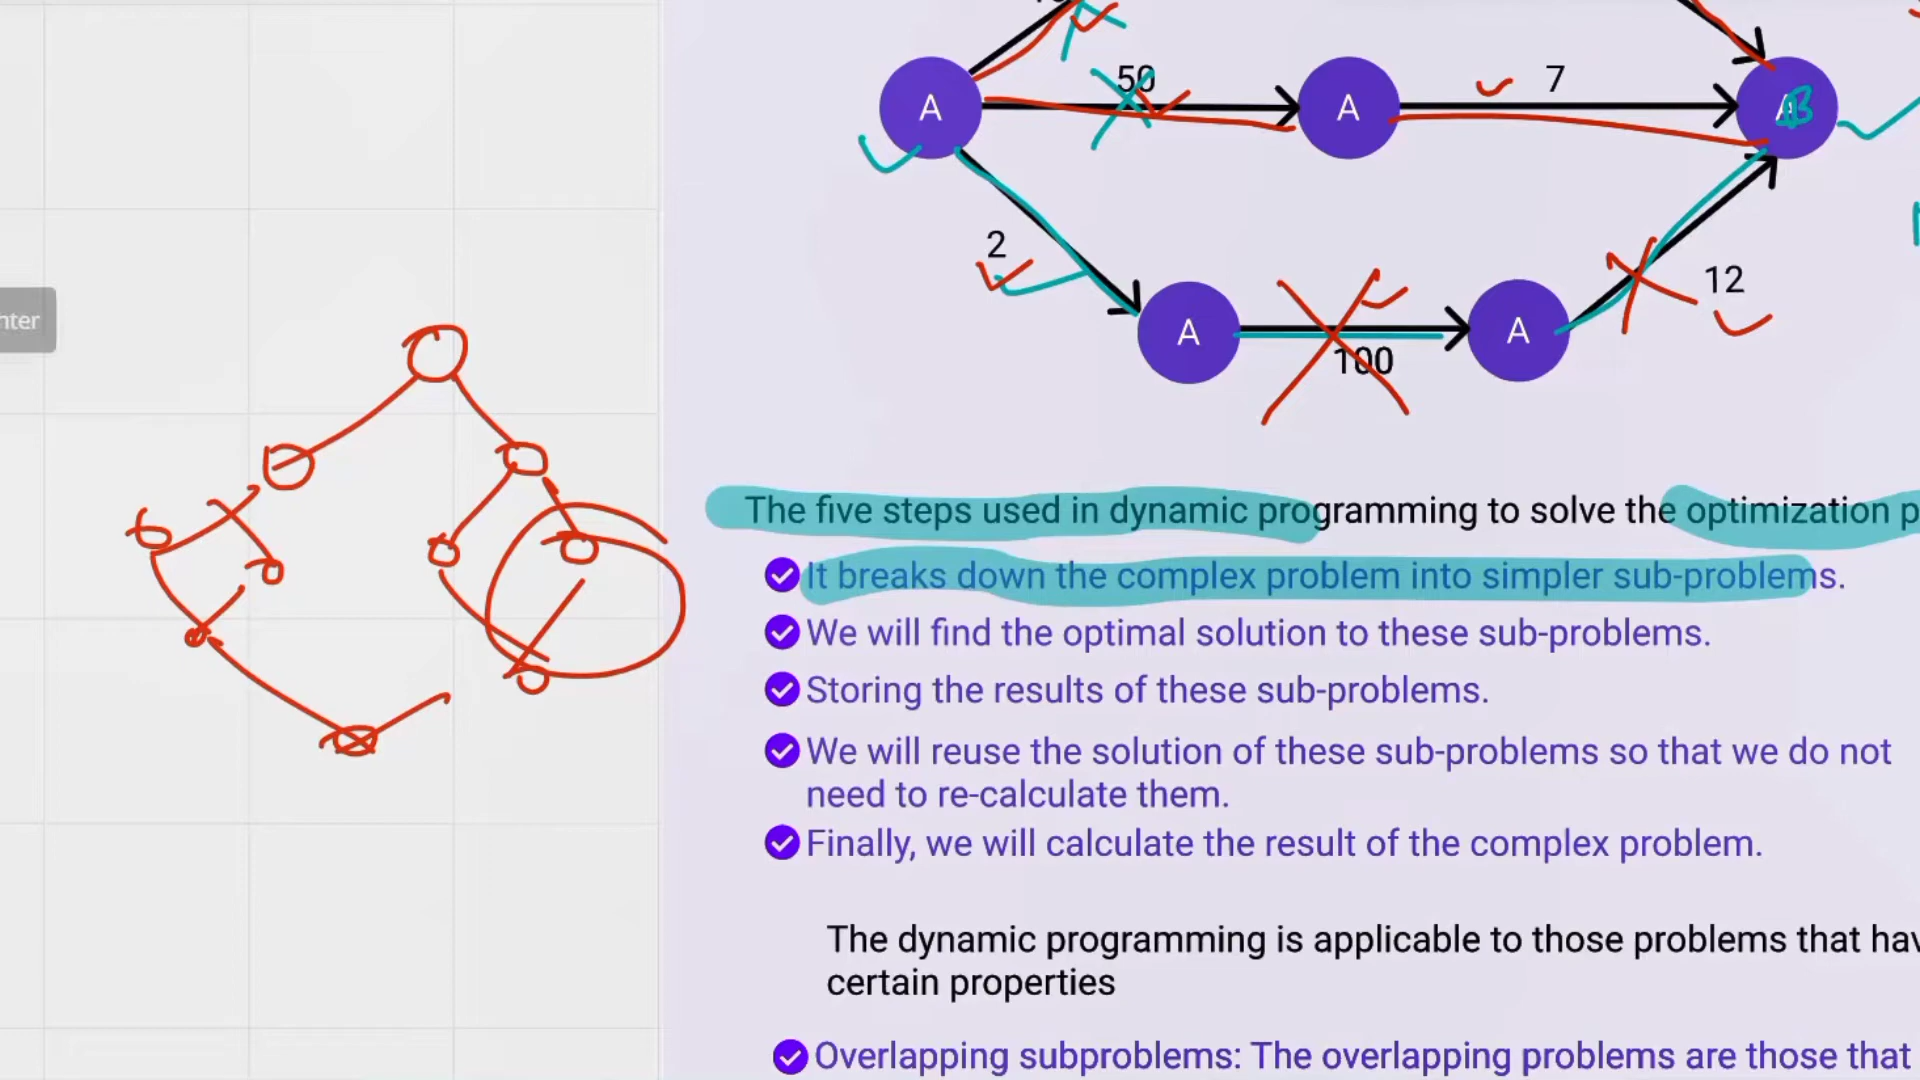 50
7
A
A
B
2
12
A
A
100
nter
The five steps used in dynamic programming to solve the optimization p
It breaks down the complex problem into simpler sub-problems.
We will find the optimal solution to these sub-problems.
Storing the results of these sub-problems.
We will reuse the solution of these sub-problems so that we do not
need to re-calculate them.
Finally, we will calculate the result of the complex problem.
The dynamic programming is applicable to those problems that hav
certain properties
Overlapping subproblems: The overlapping problems are those that